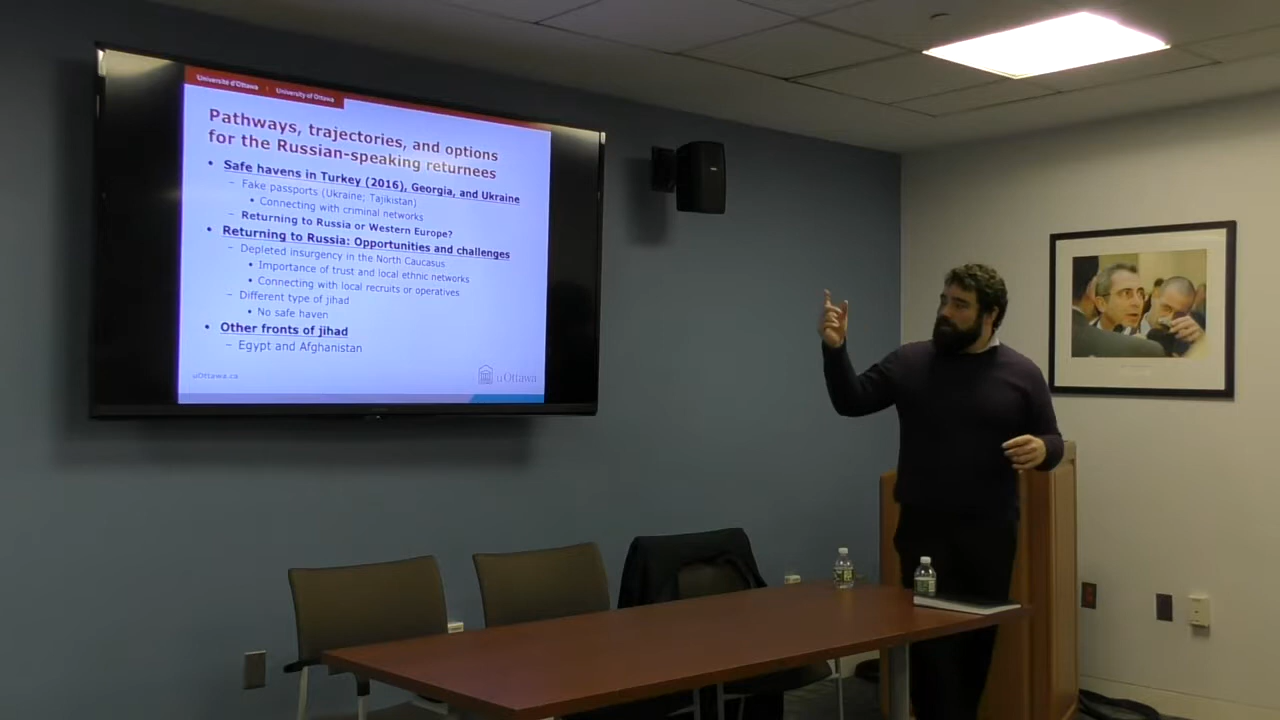 Université d'Ottawa | University of Ottawa
Pathways, trajectories, and options
for the Russian-speaking returnees
• Safe havens in Turkey (2016), Georgia, and Ukraine
– Fake passports (Ukraine; Tajikistan)
• Connecting with criminal networks
– Returning to Russia or Western Europe?
• Returning to Russia: Opportunities and challenges
– Depleted insurgency in the North Caucasus
• Importance of trust and local ethnic networks
• Connecting with local recruits or operatives
– Different type of jihad
• No safe haven
• Other fronts of jihad
– Egypt and Afghanistan
uOttawa.ca
uOttawa